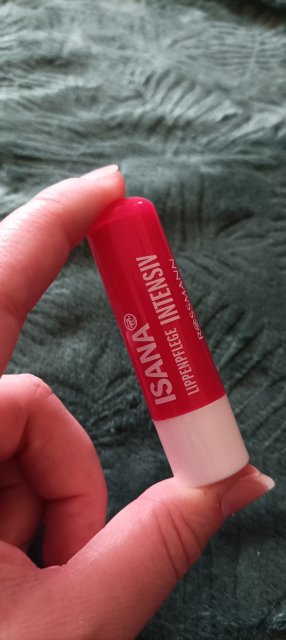 ISANA
LIPPENPFLEGE INTENSIV
ROSSMANN